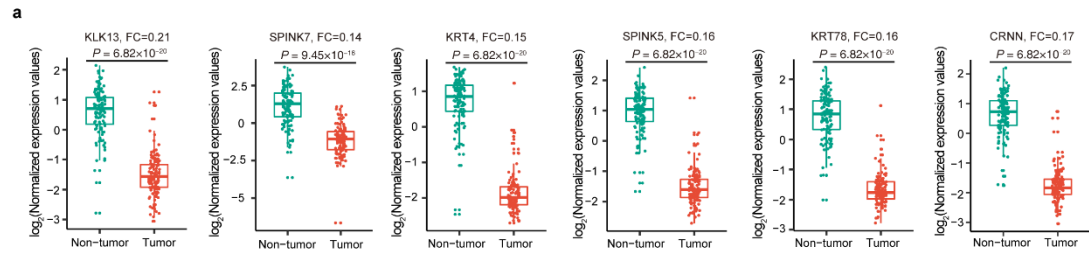 a
KLK13, FC=0.21
P = 6.82×10⁻²⁰
log₂(Normalized expression values)
2
1
0
−1
−2
−3
Non-tumor Tumor
SPINK7, FC=0.14
P = 9.45×10⁻¹⁶
log₂(Normalized expression values)
2.5
0
−2.5
−5
Non-tumor Tumor
KRT4, FC=0.15
P = 6.82×10⁻²⁰
log₂(Normalized expression values)
1
0
−1
−2
Non-tumor Tumor
SPINK5, FC=0.16
P = 6.82×10⁻²⁰
log₂(Normalized expression values)
2
1
0
−2
Non-tumor Tumor
KRT78, FC=0.16
P = 6.82×10⁻²⁰
log₂(Normalized expression values)
2
1
0
−1
−2
−3
Non-tumor Tumor
CRNN, FC=0.17
P = 6.82×10⁻²⁰
log₂(Normalized expression values)
2
1
0
−1
−2
−3
Non-tumor Tumor